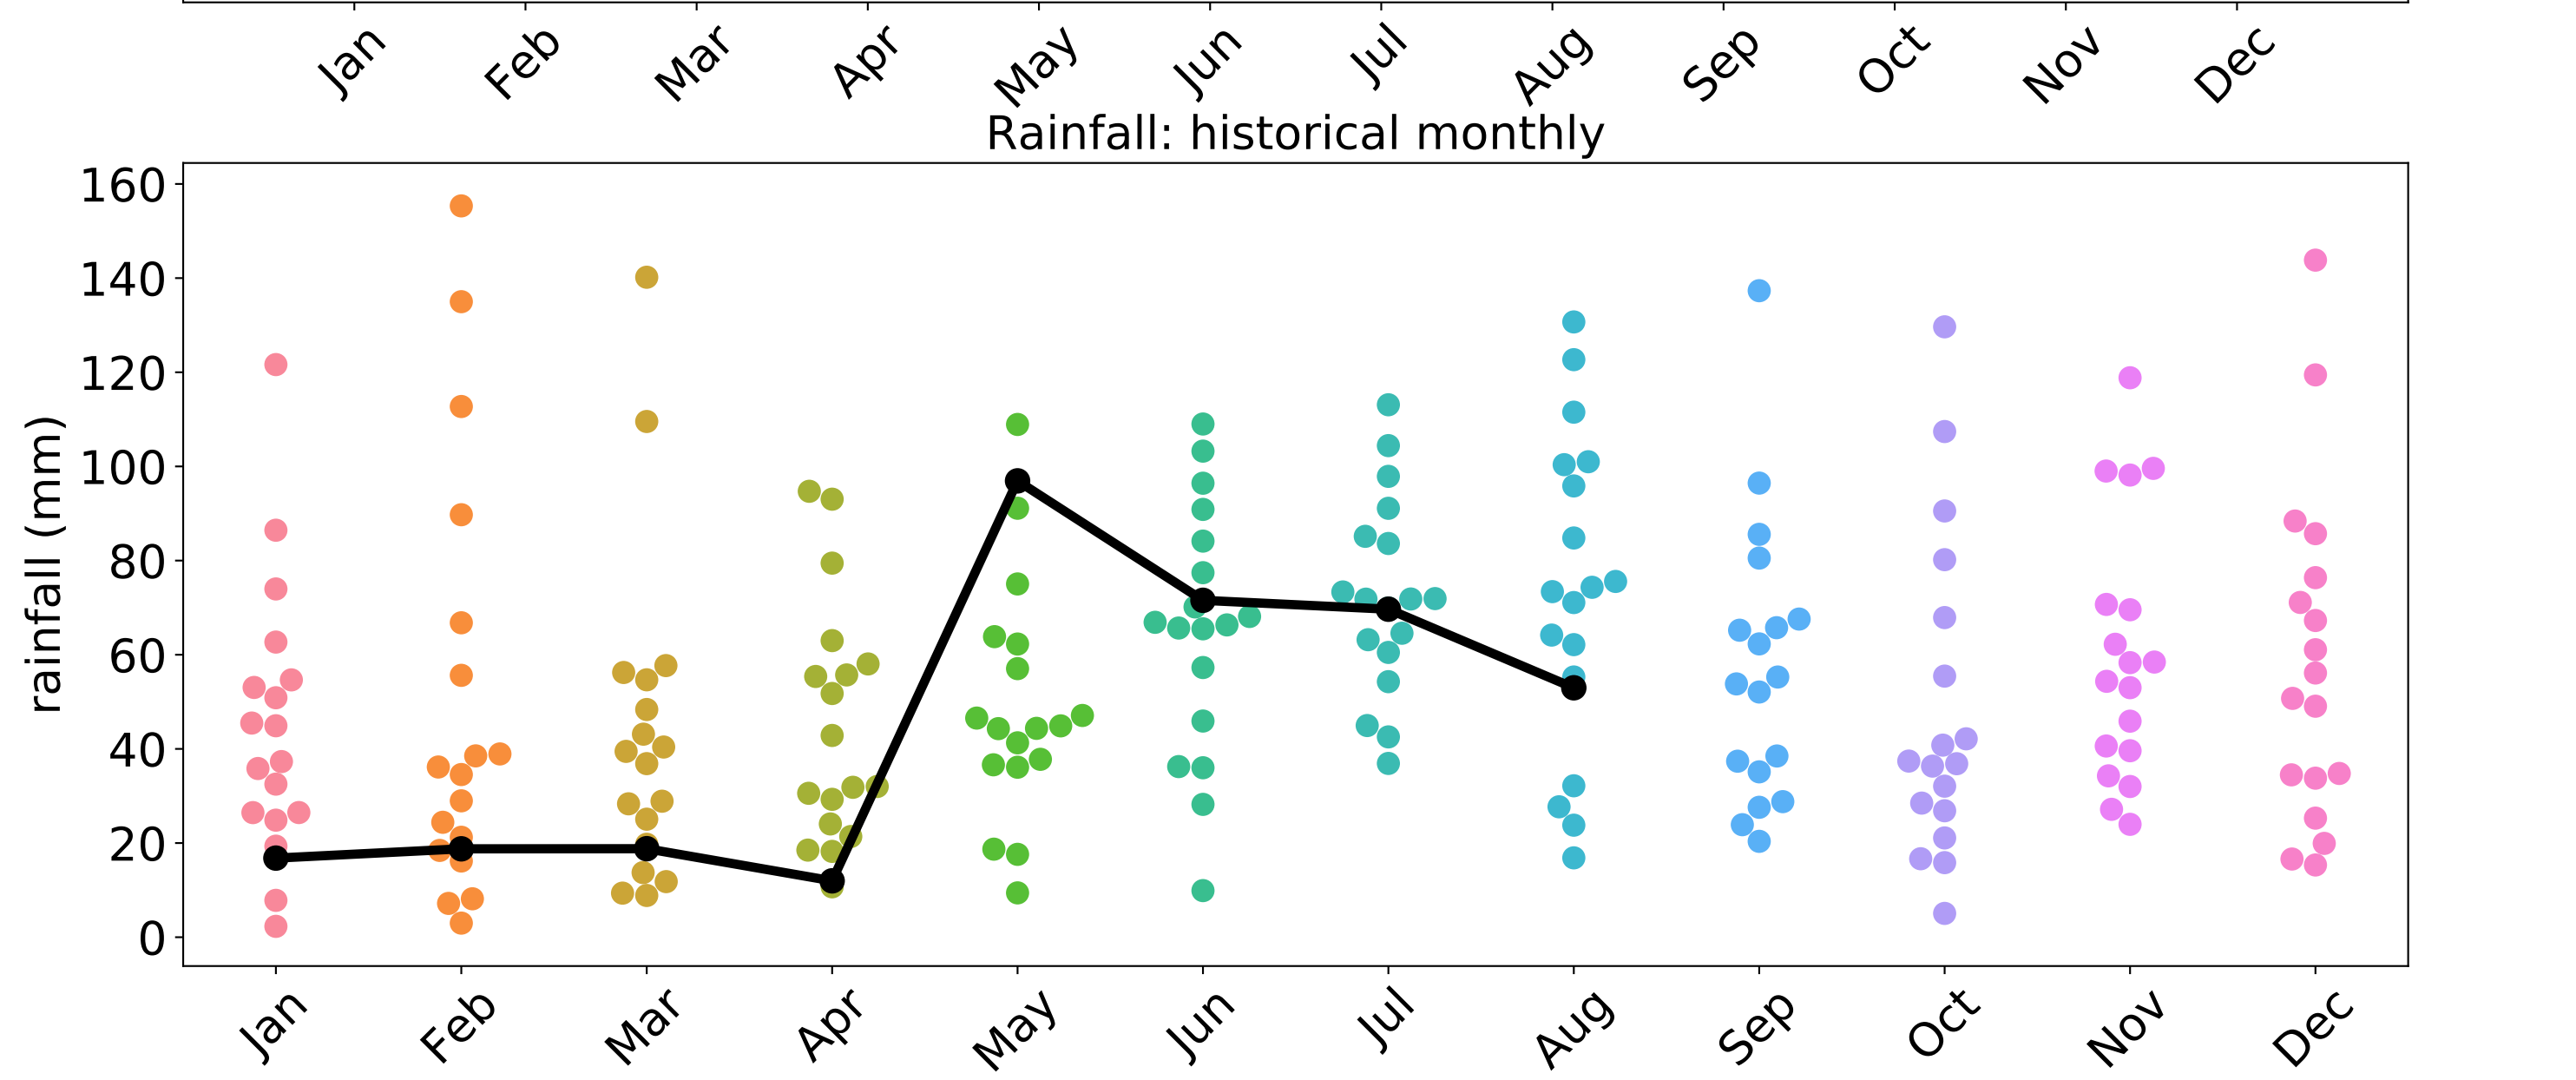 Jan Feb Mar Apr May Jun Jul Aug Sep Oct Nov Dec
Rainfall: historical monthly
rainfall (mm)
160
140
120
100
80
60
40
20
0
Jan Feb Mar Apr May Jun Jul Aug Sep Oct Nov Dec